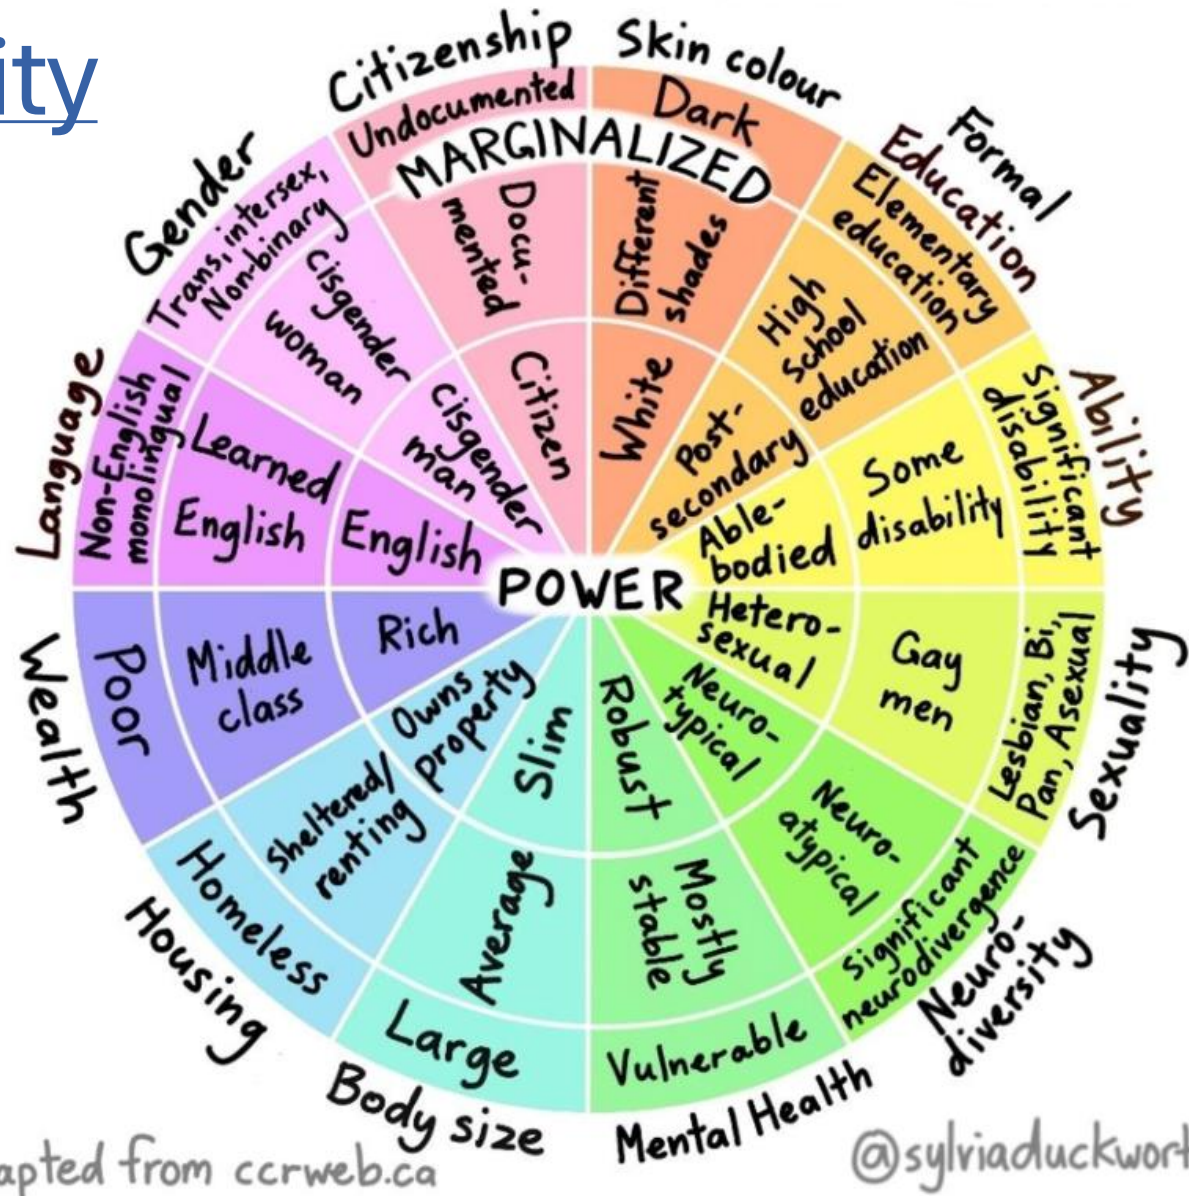 ity
Citizenship
Undocumented
Docu-
mented
Citizen
Skin colour
Dark
Different
shades
White
Formal
Education
Elementary
education
High
school
education
Post-
secondary
Ability
Significant
disability
Some
disability
Able-
bodied
Sexuality
Lesbian, Bi,
Pan, Asexual
Gay
men
Hetero-
sexual
Neuro-
diversity
Significant
neurodivergence
Neuro-
atypical
Neuro-
typical
Mental Health
Vulnerable
Mostly
stable
Robust
Body size
Large
Average
Slim
Housing
Homeless
Sheltered/
renting
Owns
property
Wealth
Poor
Middle
class
Rich
Language
Non-English
monolingual
Learned
English
English
Gender
Trans, intersex,
Non-binary
cisgender
woman
cisgender
man
MARGINALIZED
POWER
apted from ccrweb.ca
@sylviaduckwort